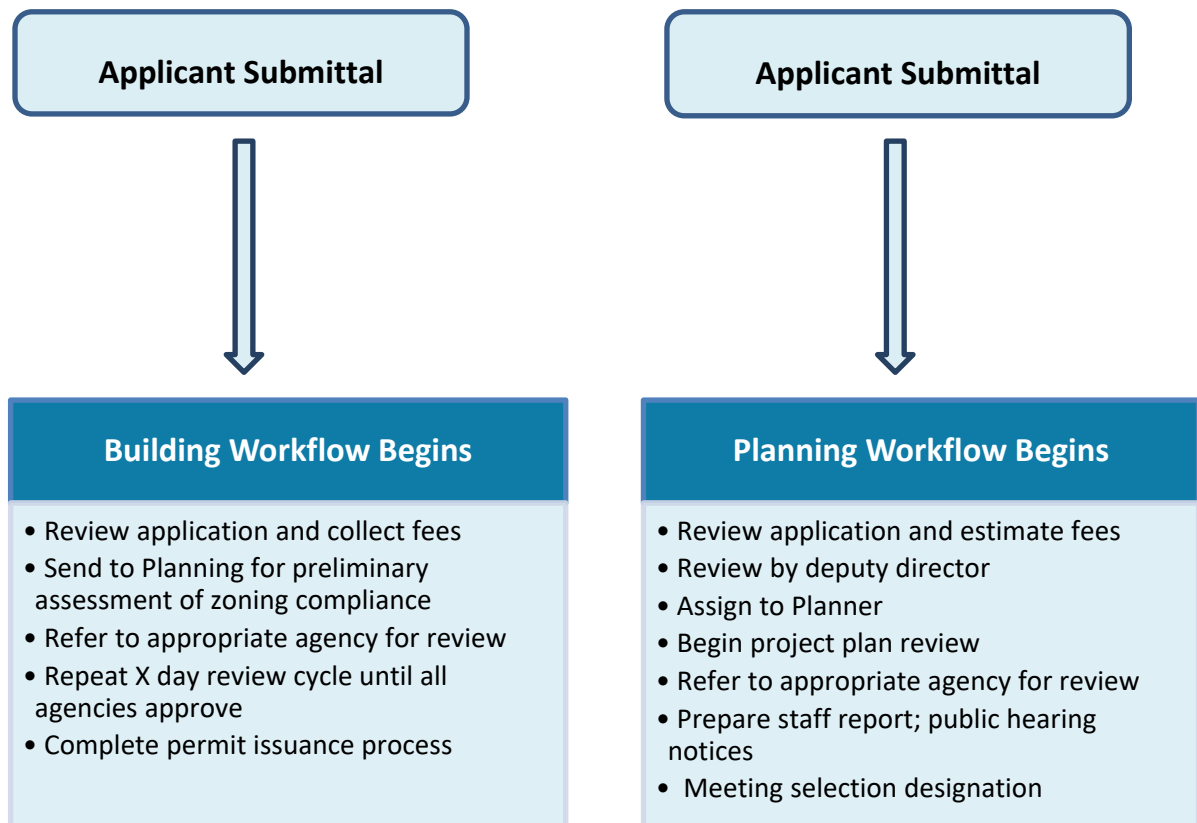 Applicant Submittal
Applicant Submittal
Building Workflow Begins
• Review application and collect fees
• Send to Planning for preliminary
assessment of zoning compliance
• Refer to appropriate agency for review
• Repeat X day review cycle until all
agencies approve
• Complete permit issuance process
Planning Workflow Begins
• Review application and estimate fees
• Review by deputy director
• Assign to Planner
• Begin project plan review
• Refer to appropriate agency for review
• Prepare staff report; public hearing
notices
• Meeting selection designation